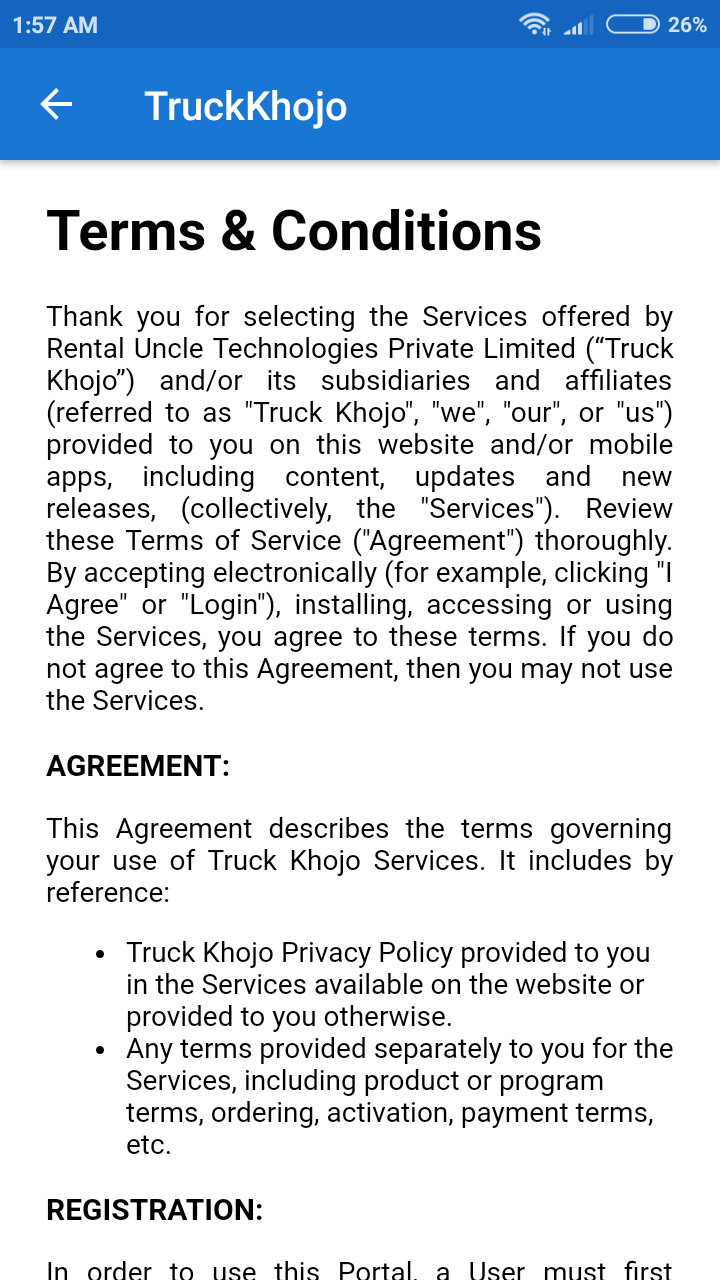 1:57 AM
26%
TruckKhojo
Terms & Conditions
Thank you for selecting the Services offered by
Rental Uncle Technologies Private Limited (“Truck
Khojo”) and/or its subsidiaries and affiliates
(referred to as "Truck Khojo", "we", "our", or "us")
provided to you on this website and/or mobile
apps, including content, updates and new
releases, (collectively, the "Services"). Review
these Terms of Service ("Agreement") thoroughly.
By accepting electronically (for example, clicking "I
Agree" or "Login"), installing, accessing or using
the Services, you agree to these terms. If you do
not agree to this Agreement, then you may not use
the Services.
AGREEMENT:
This Agreement describes the terms governing
your use of Truck Khojo Services. It includes by
reference:
• Truck Khojo Privacy Policy provided to you
in the Services available on the website or
provided to you otherwise.
• Any terms provided separately to you for the
Services, including product or program
terms, ordering, activation, payment terms,
etc.
REGISTRATION:
In order to use this Portal, a User must first